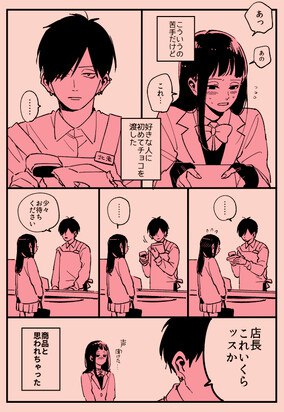 あっ
あの
こういうの
苦手だけど
これ…
……
好きな人に
初めてチョコを
渡した
……
……
少々
お待ち
ください
店長
これいくら
ッスか
声
商品と
思われちゃった